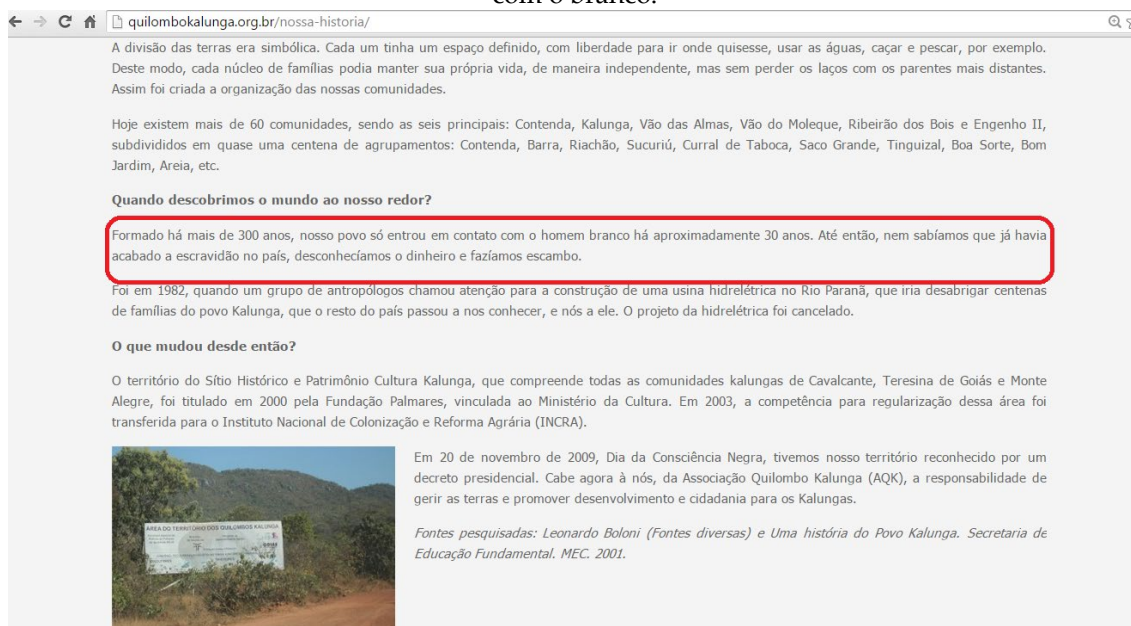 com o branco.
quilombokalunga.org.br/nossa-historia/
A divisão das terras era simbólica. Cada um tinha um espaço definido, com liberdade para ir onde quisesse, usar as águas, caçar e pescar, por exemplo.
Deste modo, cada núcleo de famílias podia manter sua própria vida, de maneira independente, mas sem perder os laços com os parentes mais distantes.
Assim foi criada a organização das nossas comunidades.
Hoje existem mais de 60 comunidades, sendo as seis principais: Contenda, Kalunga, Vão das Almas, Vão do Moleque, Ribeirão dos Bois e Engenho II,
subdivididos em quase uma centena de agrupamentos: Contenda, Barra, Riachão, Sucuriú, Curral de Taboca, Saco Grande, Tinguizal, Boa Sorte, Bom
Jardim, Areia, etc.
Quando descobrimos o mundo ao nosso redor?
Formado há mais de 300 anos, nosso povo só entrou em contato com o homem branco há aproximadamente 30 anos. Até então, nem sabíamos que já havia
acabado a escravidão no país, desconhecíamos o dinheiro e fazíamos escambo.
Foi em 1982, quando um grupo de antropólogos chamou atenção para a construção de uma usina hidrelétrica no Rio Paranã, que iria desabrigar centenas
de famílias do povo Kalunga, que o resto do país passou a nos conhecer, e nós a ele. O projeto da hidrelétrica foi cancelado.
O que mudou desde então?
O território do Sítio Histórico e Patrimônio Cultura Kalunga, que compreende todas as comunidades kalungas de Cavalcante, Teresina de Goiás e Monte
Alegre, foi titulado em 2000 pela Fundação Palmares, vinculada ao Ministério da Cultura. Em 2003, a competência para regularização dessa área foi
transferida para o Instituto Nacional de Colonização e Reforma Agrária (INCRA).
Em 20 de novembro de 2009, Dia da Consciência Negra, tivemos nosso território reconhecido por um
decreto presidencial. Cabe agora à nós, da Associação Quilombo Kalunga (AQK), a responsabilidade de
gerir as terras e promover desenvolvimento e cidadania para os Kalungas.
Fontes pesquisadas: Leonardo Boloni (Fontes diversas) e Uma história do Povo Kalunga. Secretaria de
Educação Fundamental. MEC. 2001.
ÁREA DO TERRITÓRIO DOS QUILOMBOS KALUNGA